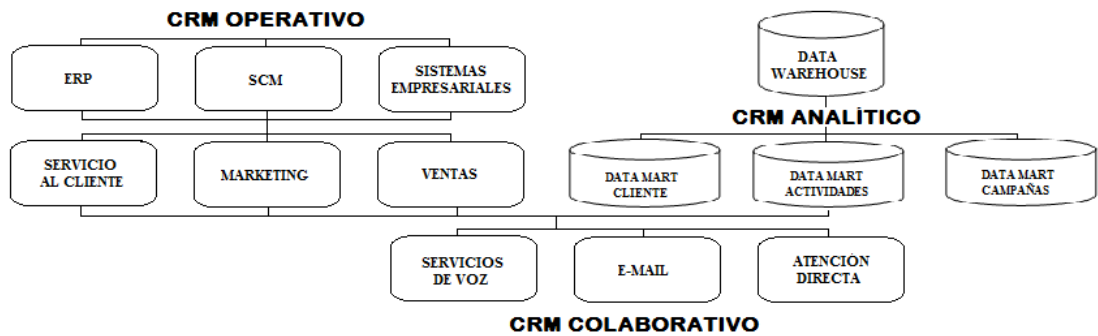 CRM OPERATIVO
ERP
SCM
SISTEMAS
EMPRESARIALES
DATA
WAREHOUSE
CRM ANALÍTICO
SERVICIO
AL CLIENTE
MARKETING
VENTAS
DATA MART
CLIENTE
DATA MART
ACTIVIDADES
DATA MART
CAMPAÑAS
SERVICIOS
DE VOZ
E-MAIL
ATENCIÓN
DIRECTA
CRM COLABORATIVO